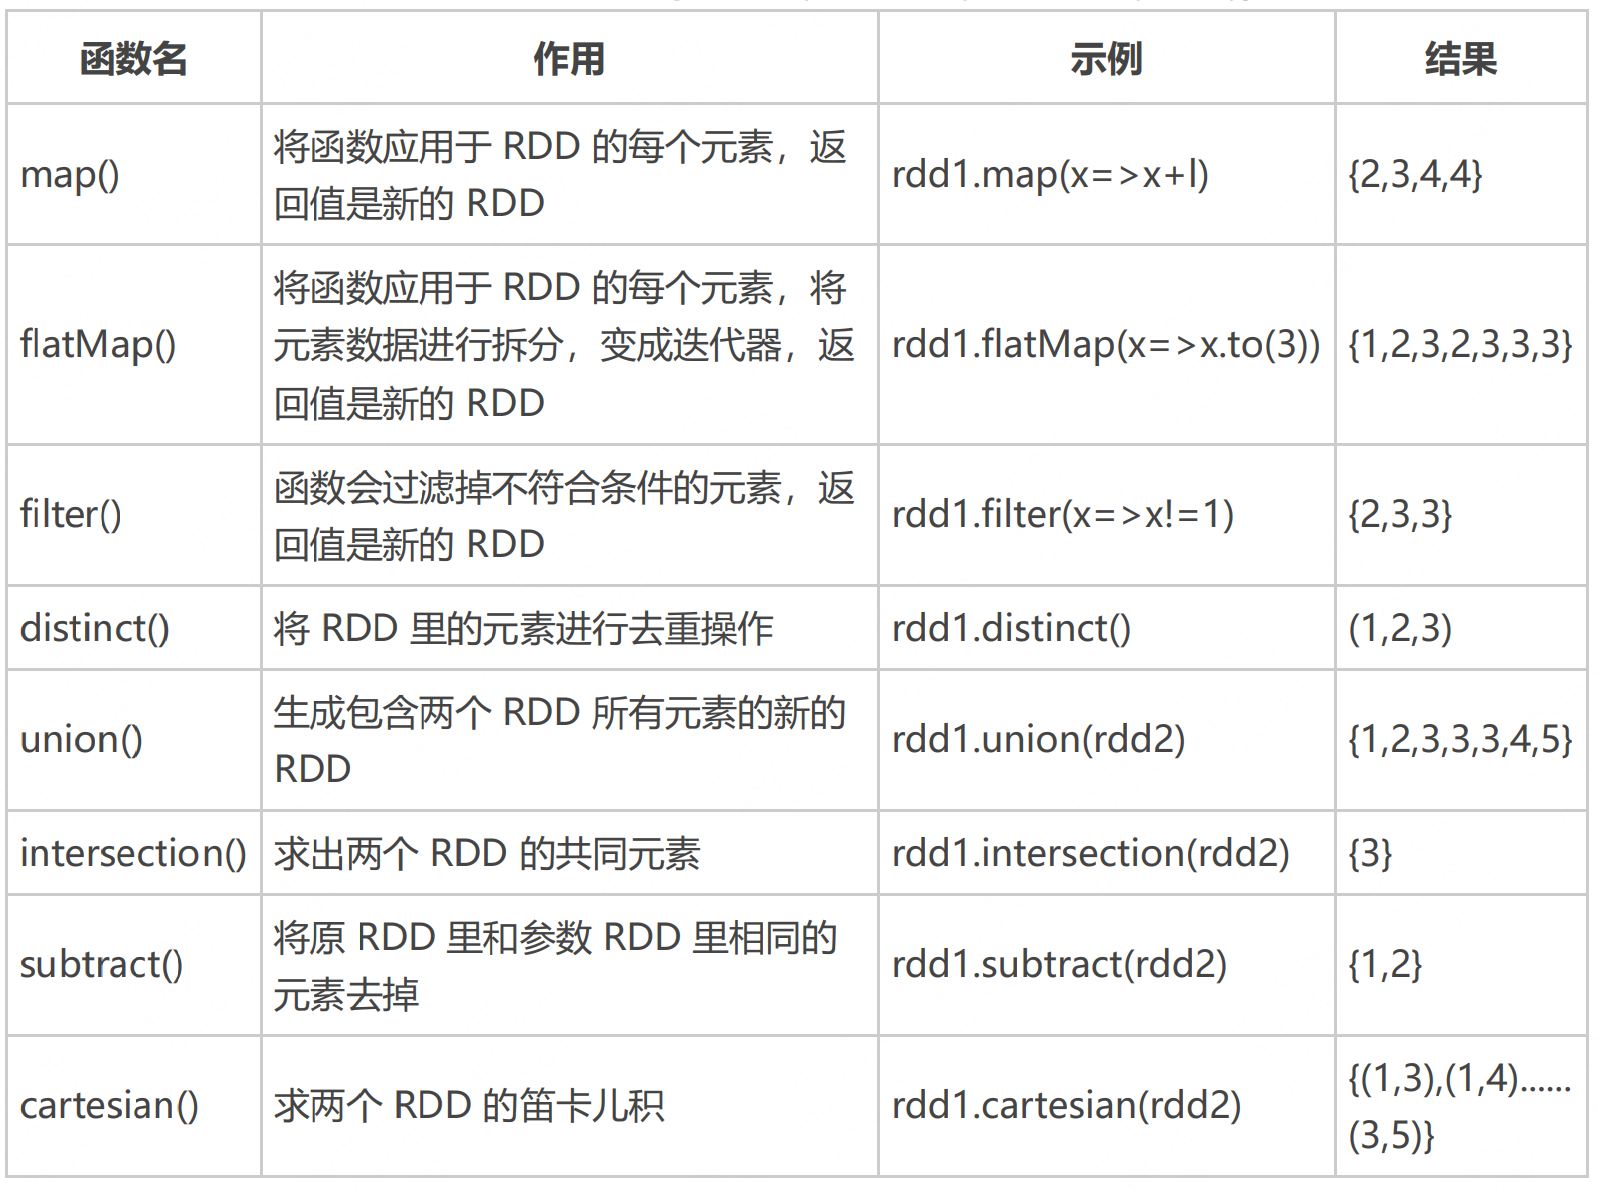 函数名 作用 示例 结果
map()
将函数应用于 RDD 的每个元素，返
回值是新的 RDD
rdd1.map(x=>x+l)
{2,3,4,4}
flatMap()
将函数应用于 RDD 的每个元素，将
元素数据进行拆分，变成迭代器，返
回值是新的 RDD
rdd1.flatMap(x=>x.to(3))
{1,2,3,2,3,3,3}
filter()
函数会过滤掉不符合条件的元素，返
回值是新的 RDD
rdd1.filter(x=>x!=1)
{2,3,3}
distinct()
将 RDD 里的元素进行去重操作
rdd1.distinct()
(1,2,3)
union()
生成包含两个 RDD 所有元素的新的
RDD
rdd1.union(rdd2)
{1,2,3,3,3,4,5}
intersection()
求出两个 RDD 的共同元素
rdd1.intersection(rdd2)
{3}
subtract()
将原 RDD 里和参数 RDD 里相同的
元素去掉
rdd1.subtract(rdd2)
{1,2}
cartesian()
求两个 RDD 的笛卡儿积
rdd1.cartesian(rdd2)
{(1,3),(1,4)......
(3,5)}